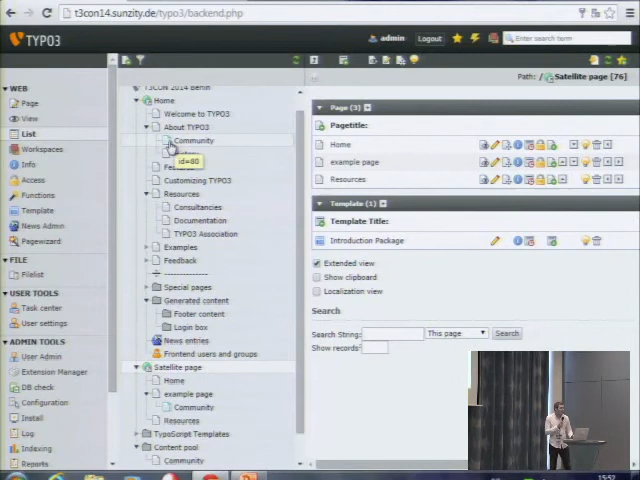 t3con14.sunzity.de/typo3/backend.php
TYPO3
admin
Logout
Enter search term
Path: /
Satellite page [76]
WEB
Page
View
List
Workspaces
Info
Access
Functions
Template
News Admin
Pagewizard
FILE
Filelist
USER TOOLS
Task center
User settings
ADMIN TOOLS
User Admin
Extension Manager
DB check
Configuration
Install
Log
Indexing
Reports
T3CON 2014 Berlin
Home
Welcome to TYPO3
About TYPO3
Community
id=80
Customizing TYPO3
Resources
Consultancies
Documentation
TYPO3 Association
Examples
Feedback
---------------
Special pages
Generated content
Footer content
Login box
News entries
Frontend users and groups
Satellite page
Home
example page
Community
Resources
TypoScript Templates
Content pool
Community
Page (3)
Pagetitle:
Home
example page
Resources
Template (1)
Template Title:
Introduction Package
Extended view
Show clipboard
Localization view
Search
Search String:
This page
Search
Show records:
15:52